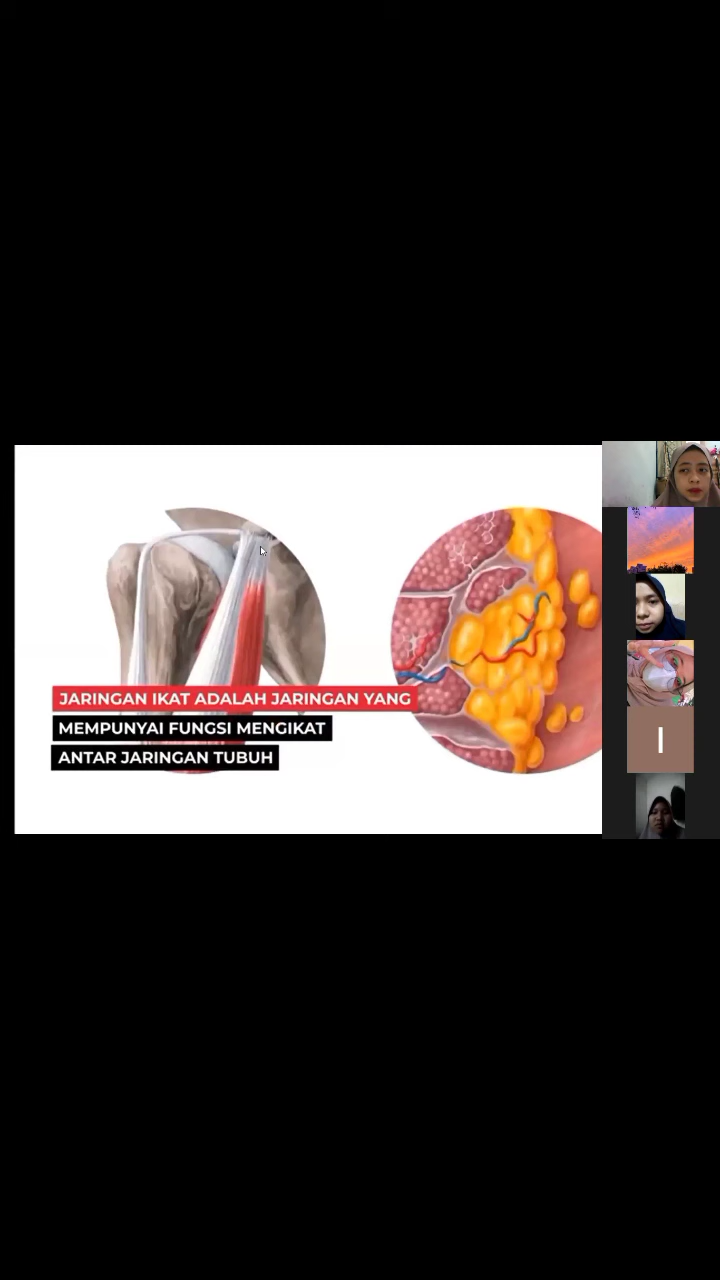 JARINGAN IKAT ADALAH JARINGAN YANG
MEMPUNYAI FUNGSI MENGIKAT
ANTAR JARINGAN TUBUH
I